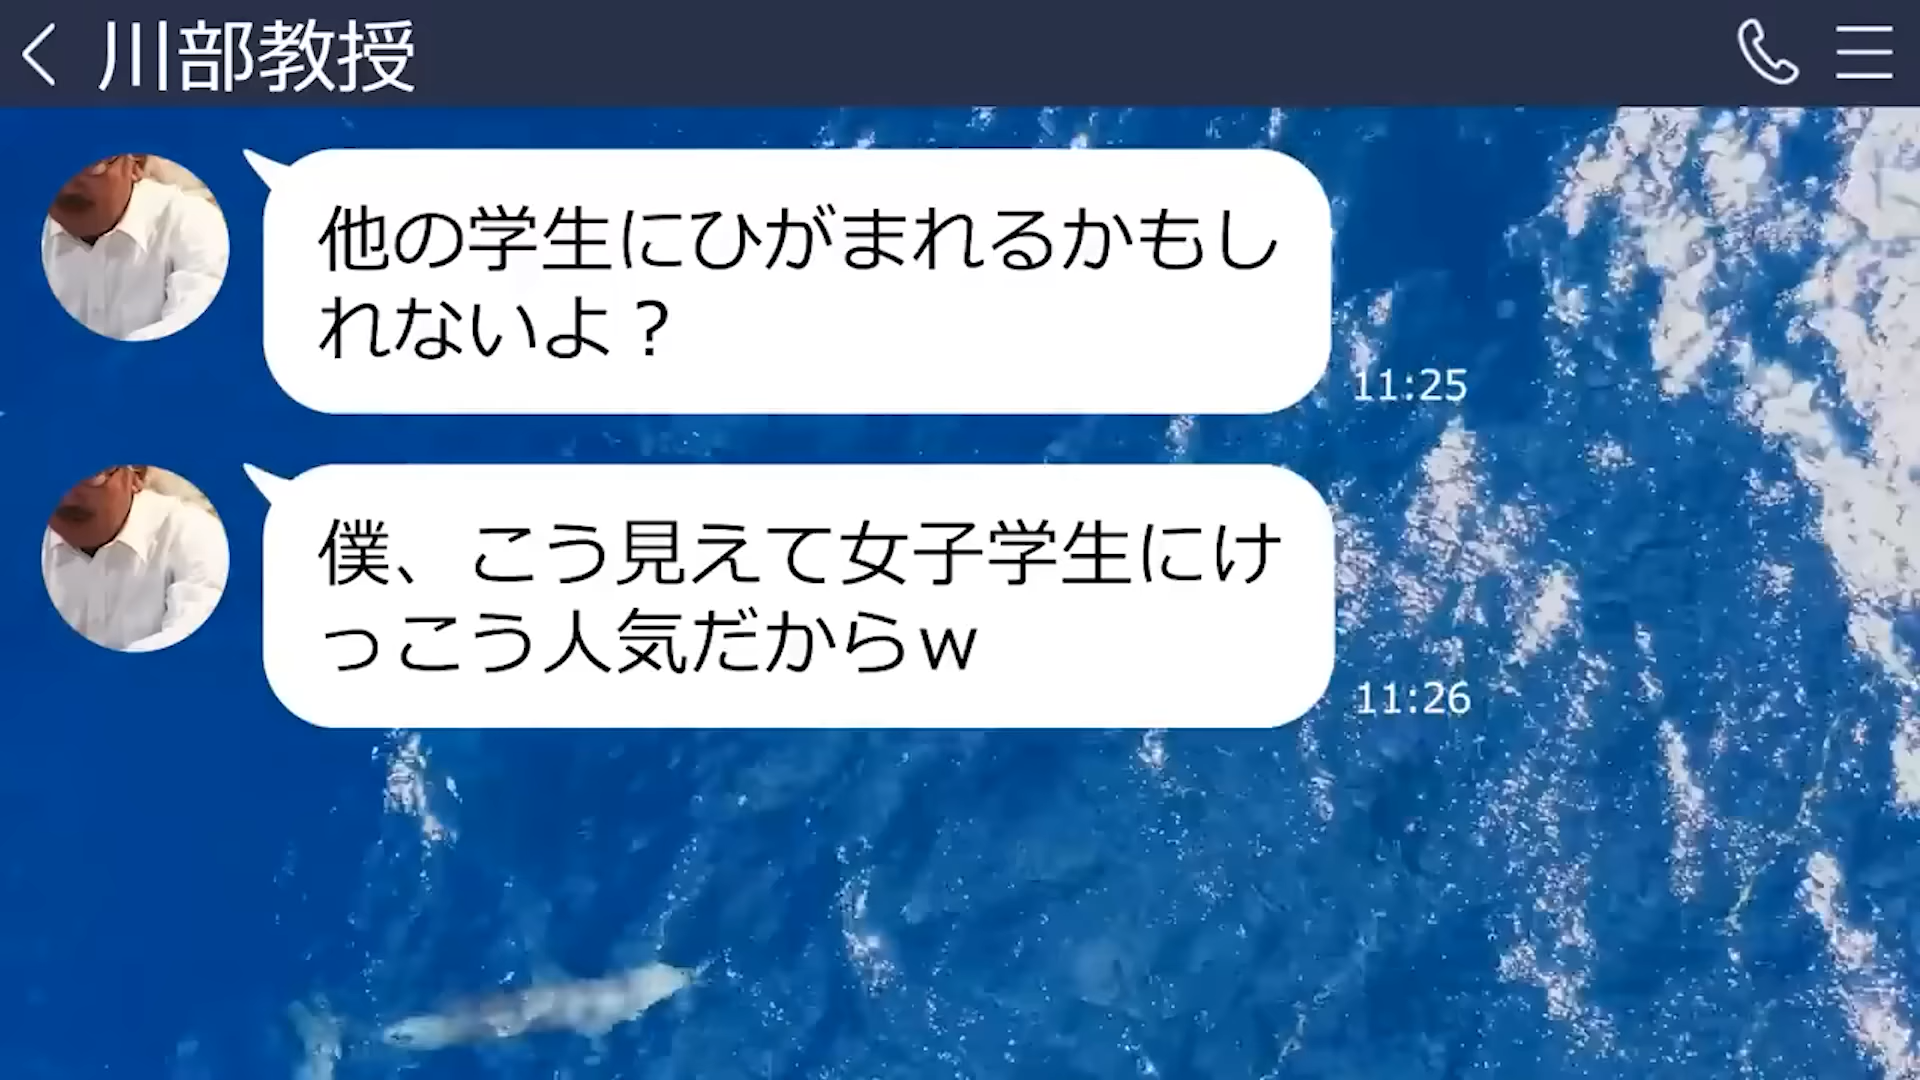 川部教授
他の学生にひがまれるかもし
れないよ？
11:25
僕、こう見えて女子学生にけ
っこう人気だからｗ
11:26